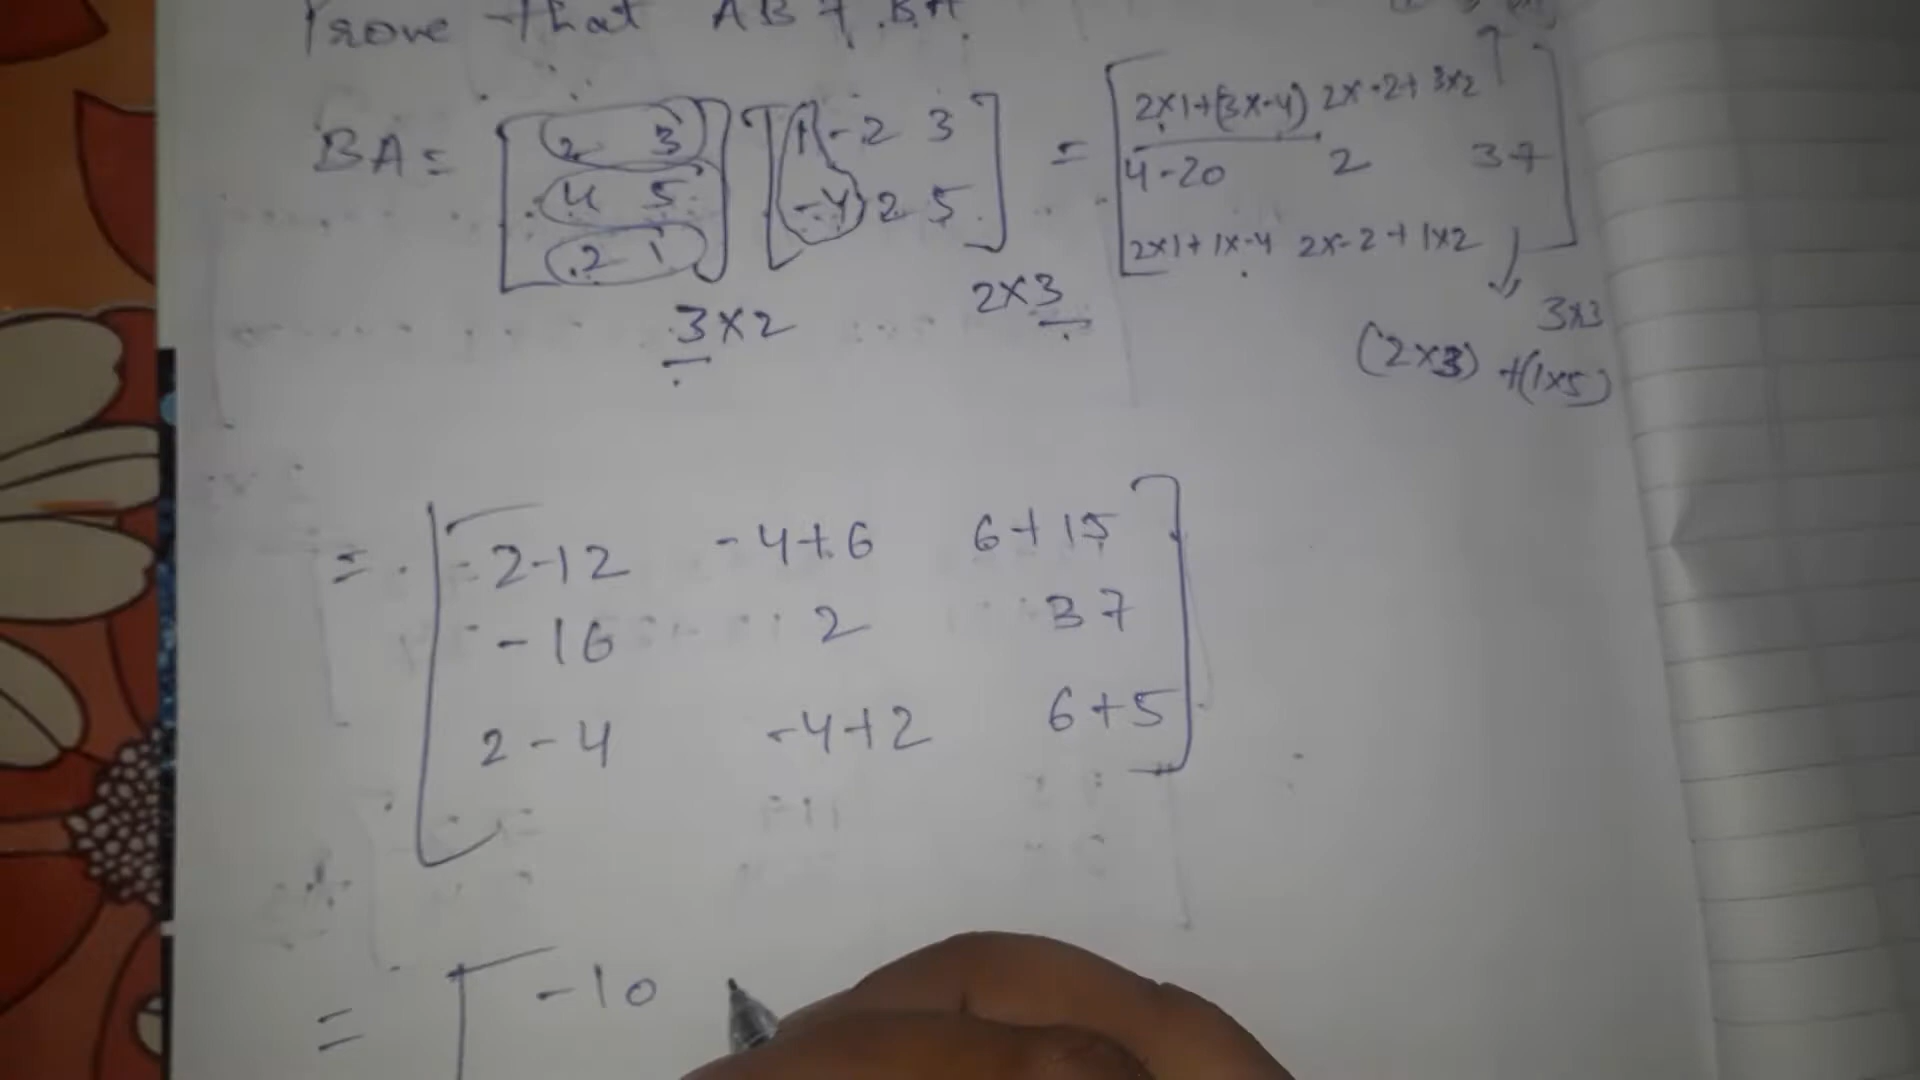 Prove that AB ≠ BA
BA = [2 3] [1 -2 3] = [2×1+(3×-4) 2×-2+3×2]
[4 5] [-4 2 5] [4-20 2 37]
[2 1] [2×1+1×-4 2×-2+1×2]
3×2 2×3 3×3
(2×3) +(1×5)
= [-2-12 -4+6 6+15]
[-16 2 37]
[2-4 -4+2 6+5]
= [-10